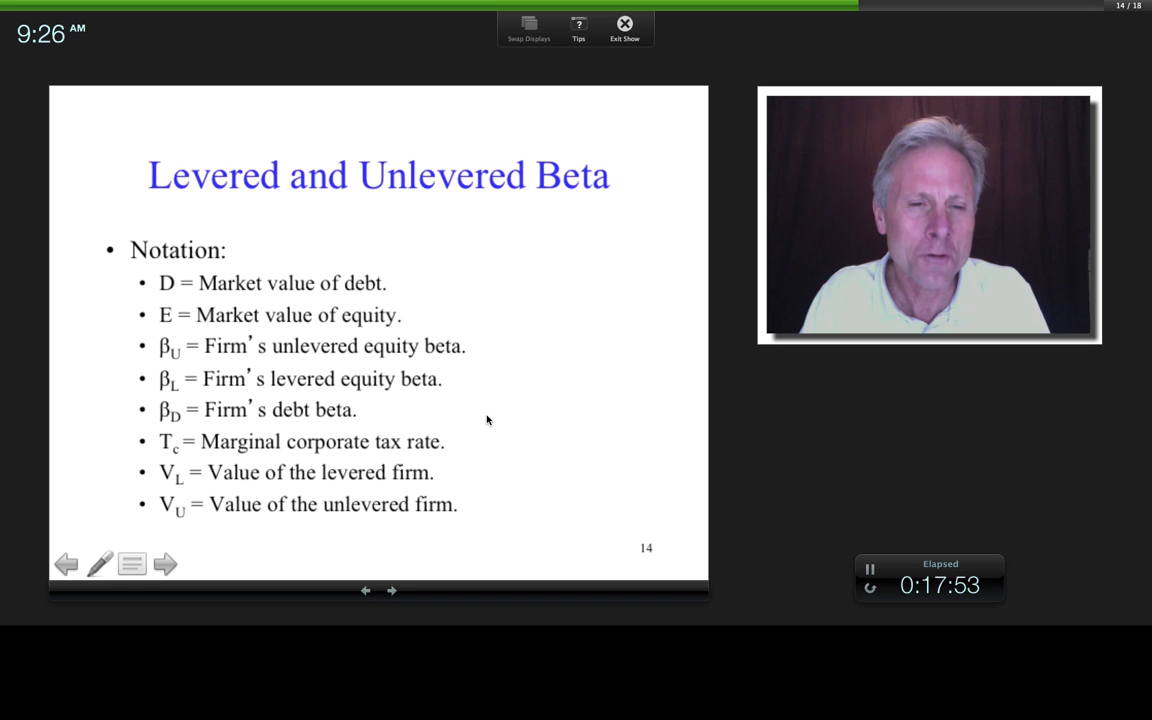 14 / 18
9:26 AM
Swap Displays
?
Tips
Exit Show
Levered and Unlevered Beta
• Notation:
• D = Market value of debt.
• E = Market value of equity.
• βU = Firm's unlevered equity beta.
• βL = Firm's levered equity beta.
• βD = Firm's debt beta.
• Tc = Marginal corporate tax rate.
• VL = Value of the levered firm.
• VU = Value of the unlevered firm.
14
Elapsed
0:17:53